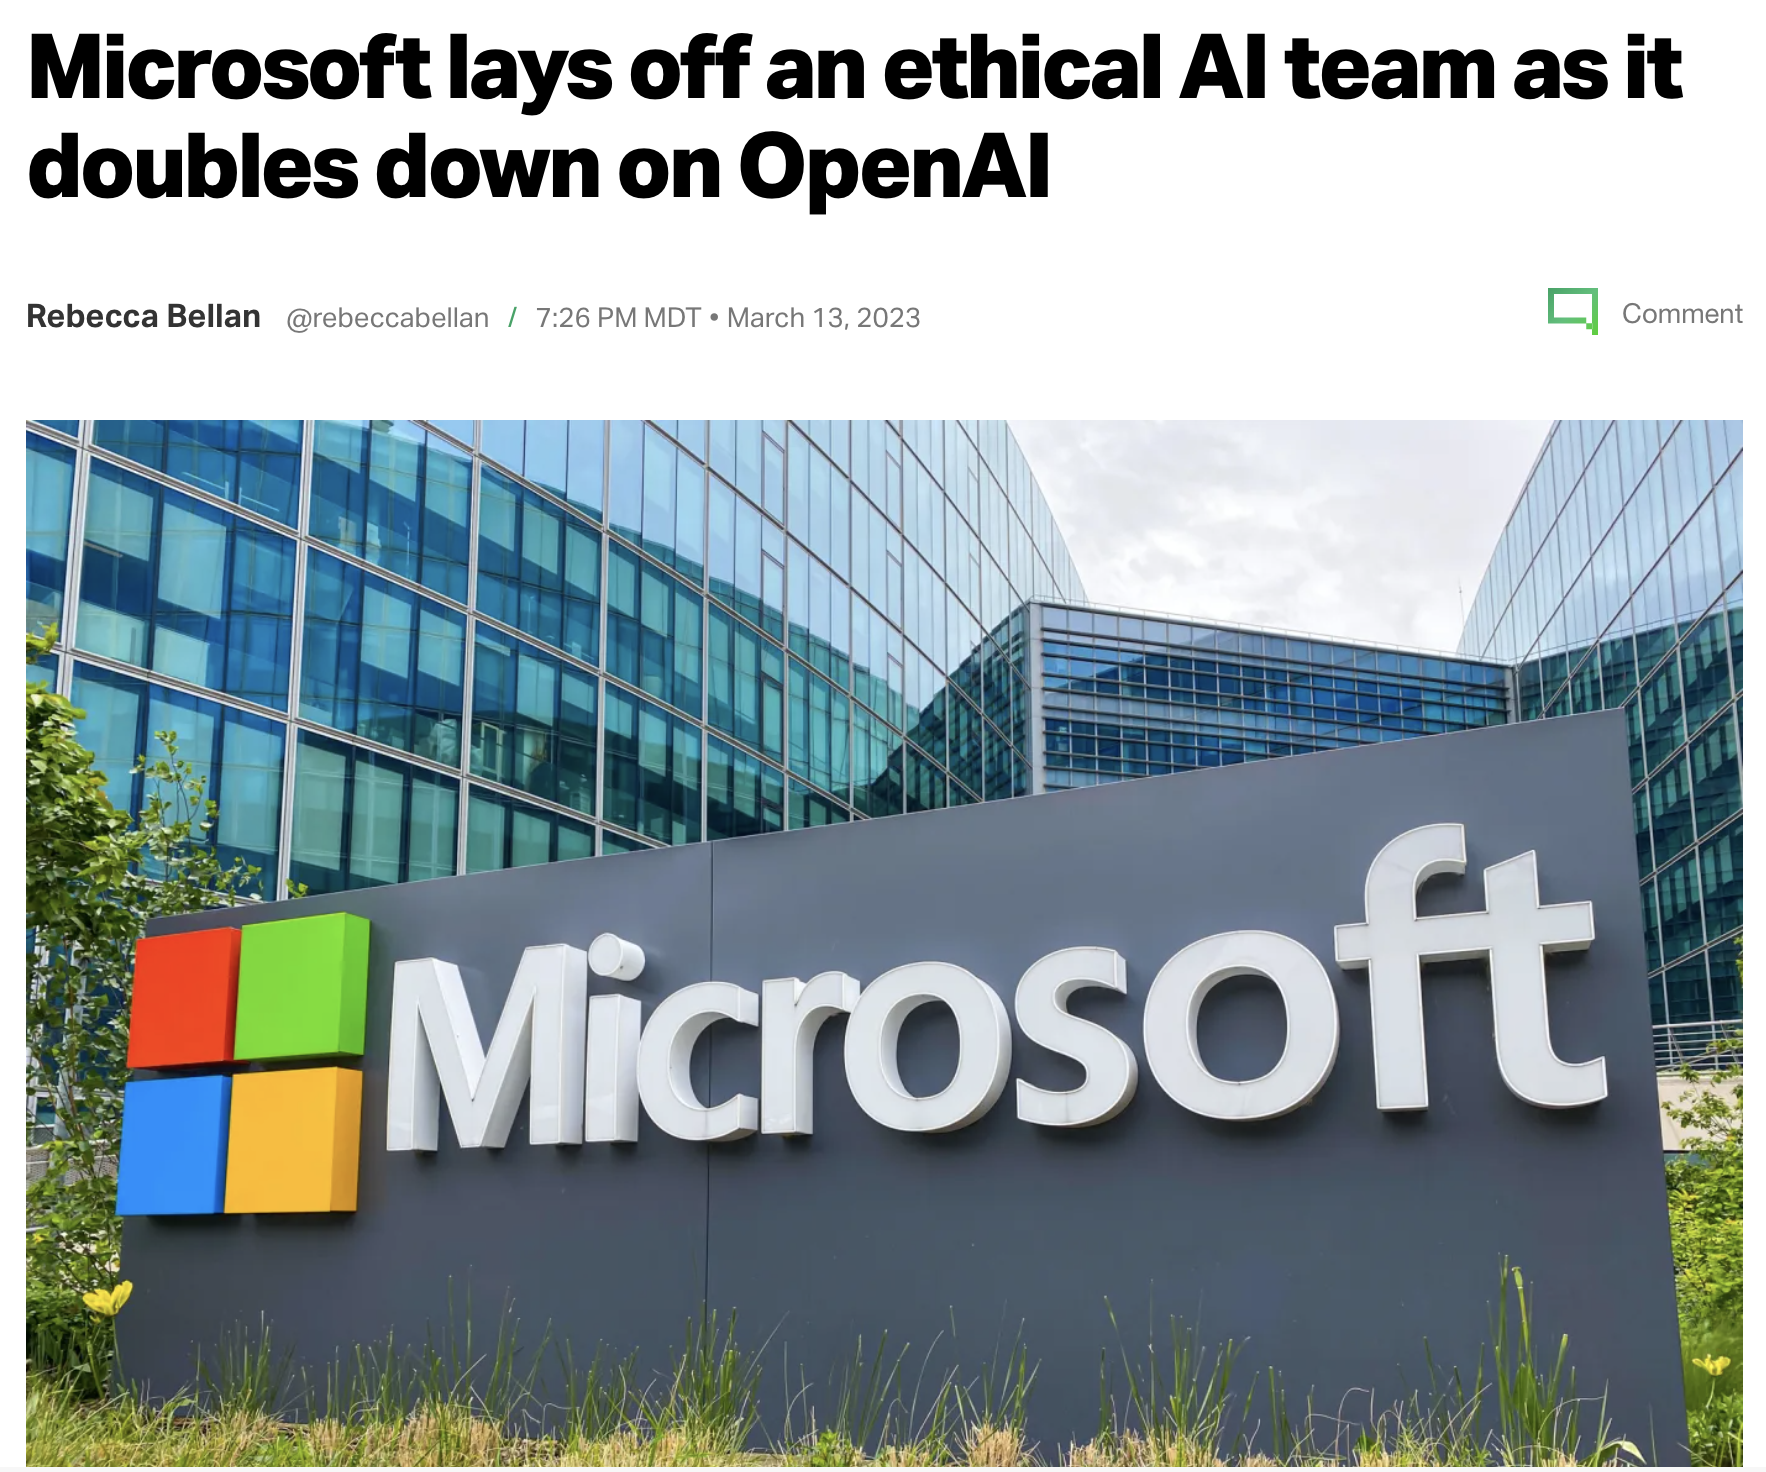 Microsoft lays off an ethical AI team as it
doubles down on OpenAI
Rebecca Bellan @rebeccabellan / 7:26 PM MDT • March 13, 2023
Comment
Microsoft